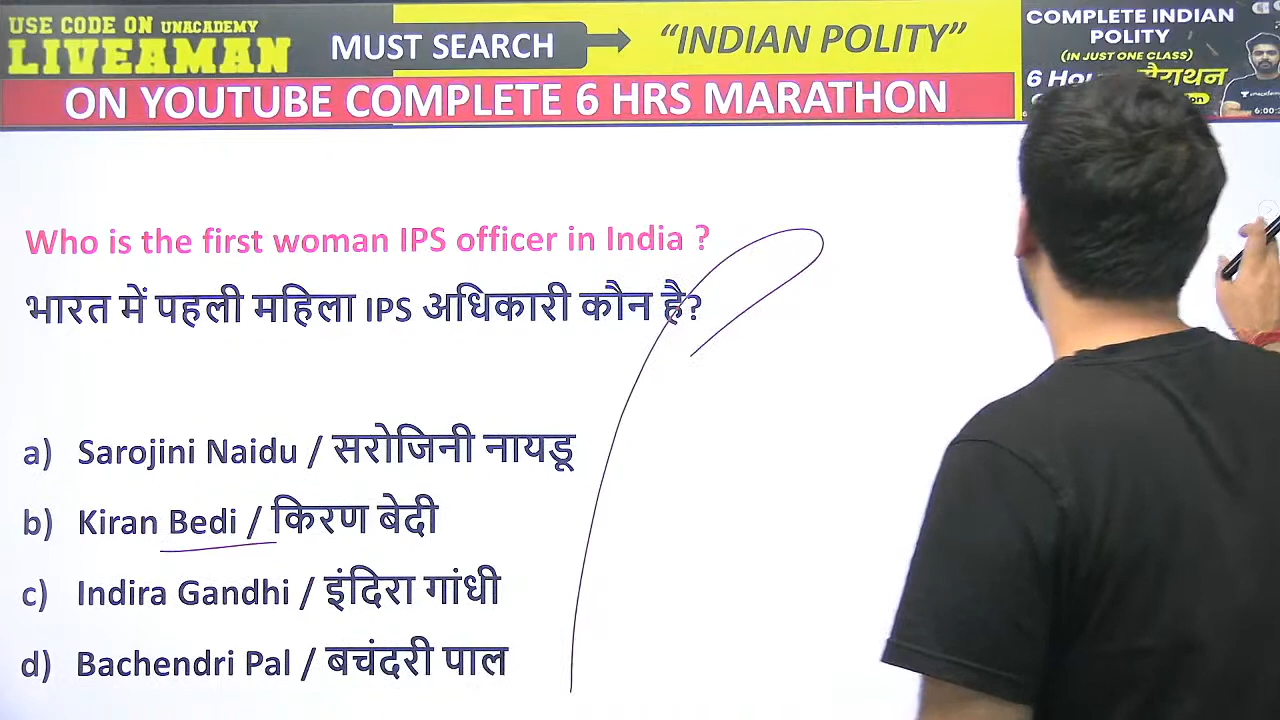 USE CODE ON UNACADEMY
LIVEAMAN
MUST SEARCH
“INDIAN POLITY”
ON YOUTUBE COMPLETE 6 HRS MARATHON
COMPLETE INDIAN
POLITY
(IN JUST ONE CLASS)
Who is the first woman IPS officer in India ?
भारत में पहली महिला IPS अधिकारी कौन है?
a) Sarojini Naidu / सरोजिनी नायडू
b) Kiran Bedi / किरण बेदी
c) Indira Gandhi / इंदिरा गांधी
d) Bachendri Pal / बचंदरी पाल